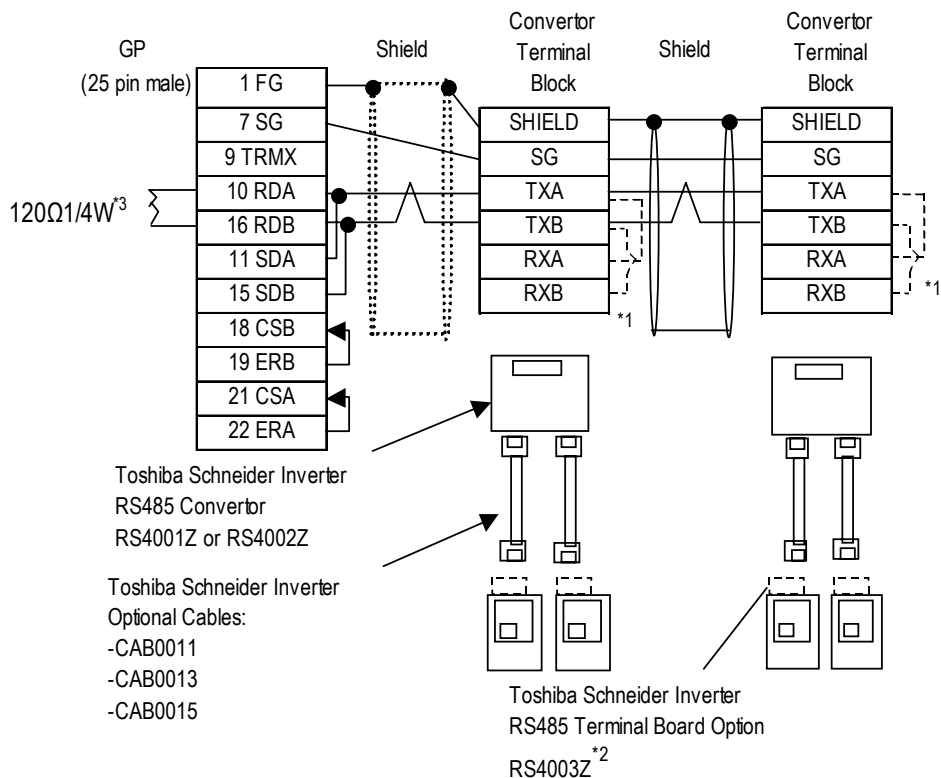 GP
(25 pin male)
Shield
Convertor
Terminal
Block
Shield
Convertor
Terminal
Block
1 FG
7 SG
9 TRMX
10 RDA
16 RDB
11 SDA
15 SDB
18 CSB
19 ERB
21 CSA
22 ERA
120Ω1/4W*3
SHIELD
SG
TXA
TXB
RXA
RXB
*1
SHIELD
SG
TXA
TXB
RXA
RXB
*1
Toshiba Schneider Inverter
RS485 Convertor
RS4001Z or RS4002Z
Toshiba Schneider Inverter
Optional Cables:
-CAB0011
-CAB0013
-CAB0015
Toshiba Schneider Inverter
RS485 Terminal Board Option
RS4003Z*2